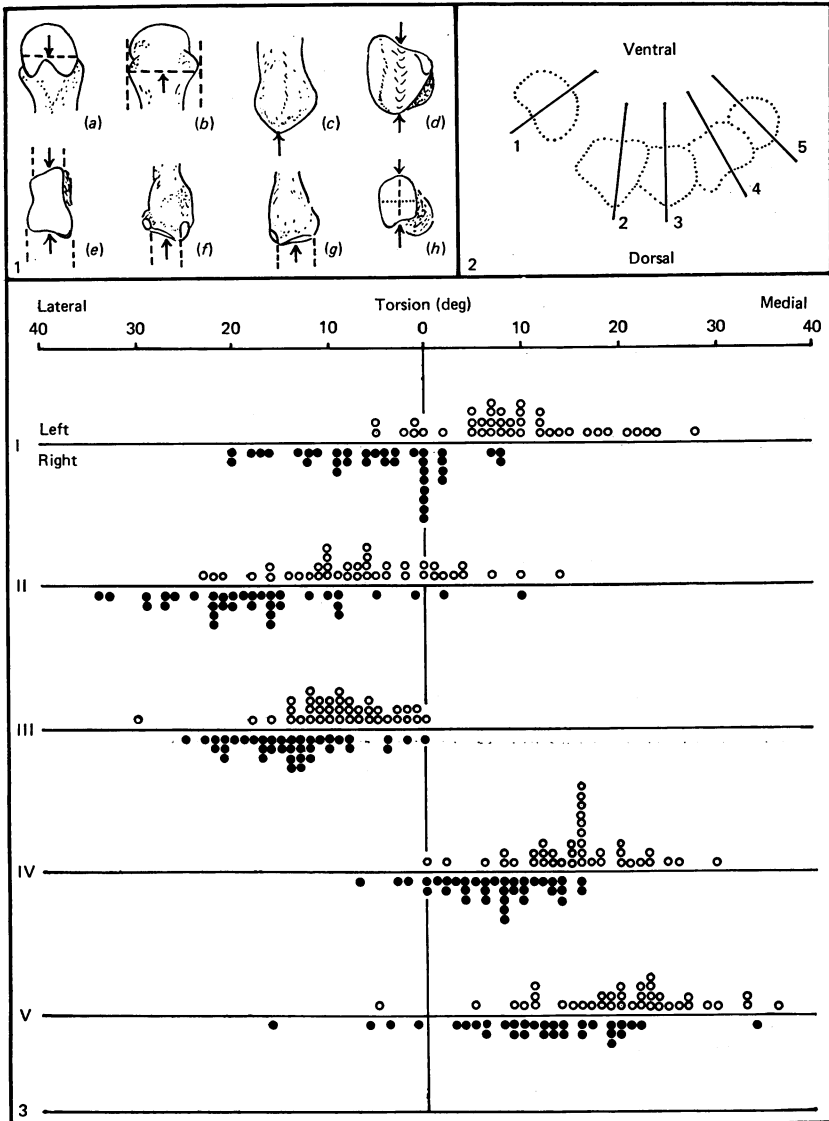 (a)
(b)
(c)
(d)
(e)
(f)
(g)
(h)
1
Ventral
1
2
3
4
5
Dorsal
2
Lateral Torsion (deg) Medial
40 30 20 10 0 10 20 30 40
Left
I
Right
II
III
IV
V
3